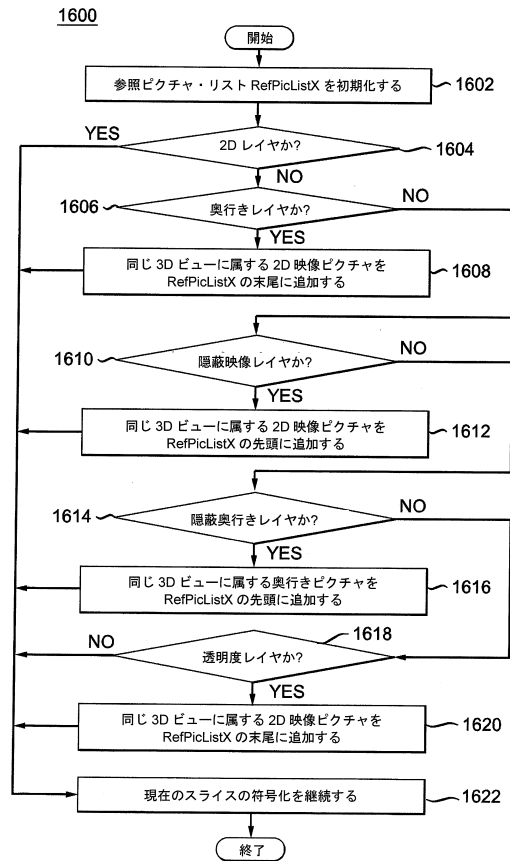 1600
開始
参照ピクチャ・リスト RefPicListX を初期化する
1602
YES
2D レイヤか?
1604
NO
1606
奥行きレイヤか?
NO
YES
同じ 3D ビューに属する 2D 映像ピクチャを
RefPicListX の末尾に追加する
1608
1610
隠蔽映像レイヤか?
NO
YES
同じ 3D ビューに属する 2D 映像ピクチャを
RefPicListX の先頭に追加する
1612
1614
隠蔽奥行きレイヤか?
NO
YES
同じ 3D ビューに属する奥行きピクチャを
RefPicListX の先頭に追加する
1616
1618
NO
透明度レイヤか?
YES
同じ 3D ビューに属する 2D 映像ピクチャを
RefPicListX の末尾に追加する
1620
現在のスライスの符号化を継続する
1622
終了